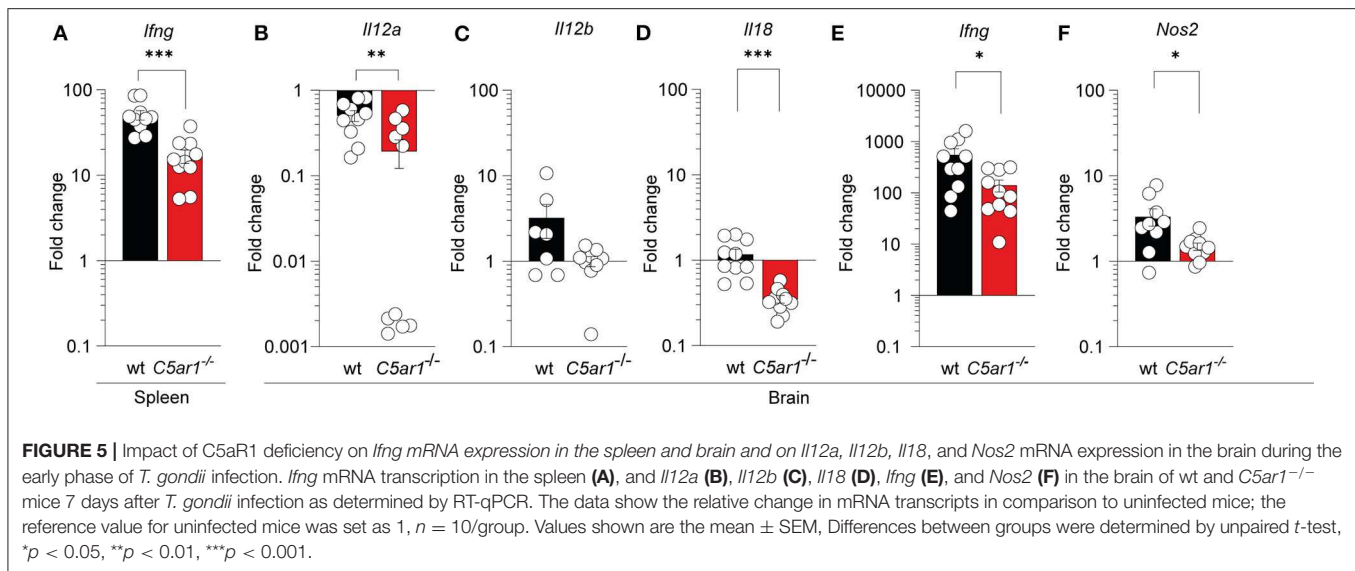 A
Ifng
***
Fold change
100
10
1
0.1
wt C5ar1-/-
Spleen
B
Il12a
**
Fold change
1
0.1
0.01
0.001
wt C5ar1-/-
C
Il12b
Fold change
100
10
1
0.1
wt C5ar1-/-
D
Il18
***
Fold change
100
10
1
0.1
wt C5ar1-/-
E
Ifng
*
Fold change
10000
1000
100
10
1
0.1
wt C5ar1-/-
F
Nos2
*
Fold change
100
10
1
0.1
wt C5ar1-/-
Brain
FIGURE 5 | Impact of C5aR1 deficiency on Ifng mRNA expression in the spleen and brain and on Il12a, Il12b, Il18, and Nos2 mRNA expression in the brain during the
early phase of T. gondii infection. Ifng mRNA transcription in the spleen (A), and Il12a (B), Il12b (C), Il18 (D), Ifng (E), and Nos2 (F) in the brain of wt and C5ar1−/−
mice 7 days after T. gondii infection as determined by RT-qPCR. The data show the relative change in mRNA transcripts in comparison to uninfected mice; the
reference value for uninfected mice was set as 1, n = 10/group. Values shown are the mean ± SEM, Differences between groups were determined by unpaired t-test,
*p < 0.05, **p < 0.01, ***p < 0.001.